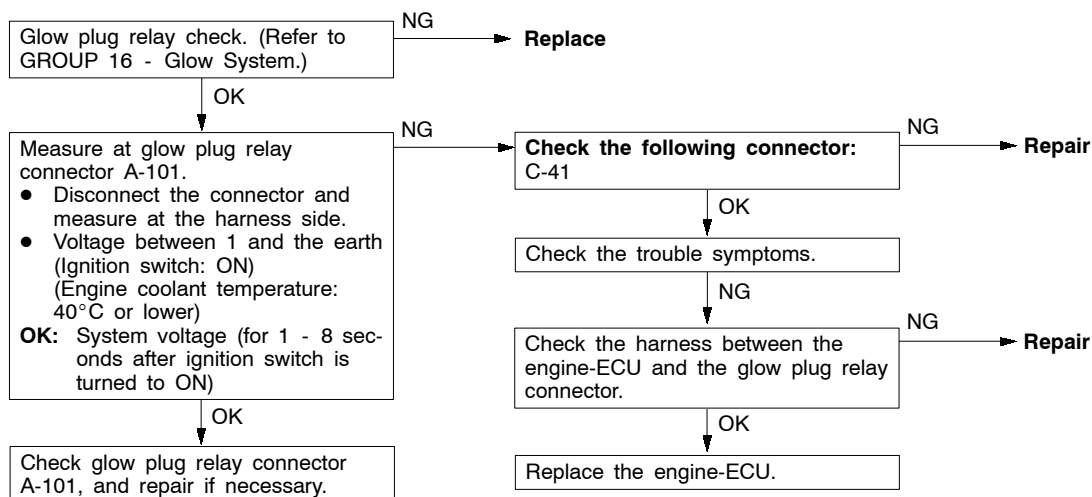 Glow plug relay check. (Refer to
GROUP 16 - Glow System.)
NG
Replace
OK
Measure at glow plug relay
connector A-101.
● Disconnect the connector and
measure at the harness side.
● Voltage between 1 and the earth
(Ignition switch: ON)
(Engine coolant temperature:
40°C or lower)
OK: System voltage (for 1 - 8 sec-
onds after ignition switch is
turned to ON)
NG
Check the following connector:
C-41
NG
Repair
OK
Check the trouble symptoms.
NG
Check the harness between the
engine-ECU and the glow plug relay
connector.
NG
Repair
OK
Replace the engine-ECU.
OK
Check glow plug relay connector
A-101, and repair if necessary.